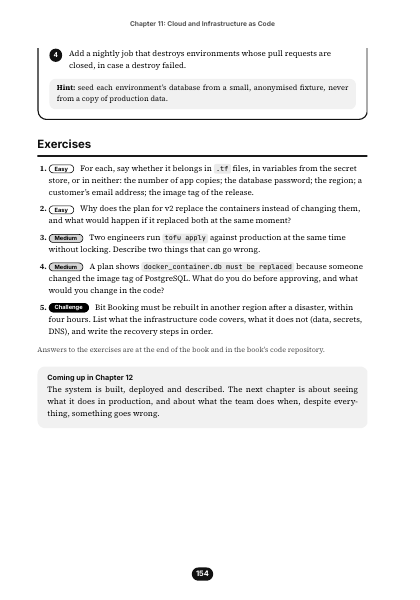 Chapter 11: Cloud and Infrastructure as Code
4 Add a nightly job that destroys environments whose pull requests are
closed, in case a destroy failed.
Hint: seed each environment's database from a small, anonymised fixture, never
from a copy of production data.
Exercises
1. Easy For each, say whether it belongs in .tf files, in variables from the secret
store, or in neither: the number of app copies; the database password; the region; a
customer's email address; the image tag of the release.
2. Easy Why does the plan for v2 replace the containers instead of changing them,
and what would happen if it replaced both at the same moment?
3. Medium Two engineers run tofu apply against production at the same time
without locking. Describe two things that can go wrong.
4. Medium A plan shows docker_container.db must be replaced because someone
changed the image tag of PostgreSQL. What do you do before approving, and what
would you change in the code?
5. Challenge Bit Booking must be rebuilt in another region after a disaster, within
four hours. List what the infrastructure code covers, what it does not (data, secrets,
DNS), and write the recovery steps in order.
Answers to the exercises are at the end of the book and in the book's code repository.
Coming up in Chapter 12
The system is built, deployed and described. The next chapter is about seeing
what it does in production, and about what the team does when, despite every-
thing, something goes wrong.
154